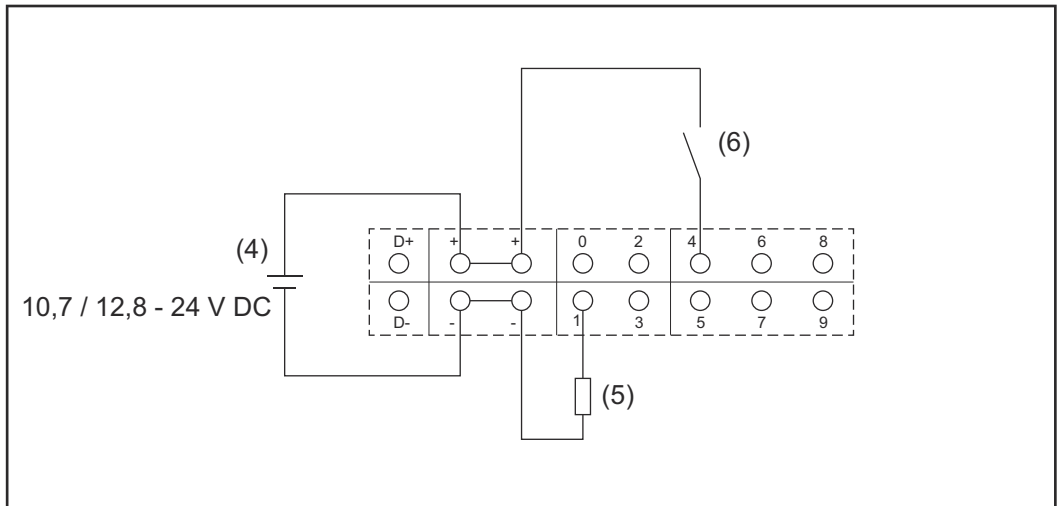 (6)
(4)
10,7 / 12,8 - 24 V DC
D+ + + 0 2 4 6 8
D- - - 1 3 5 7 9
(5)